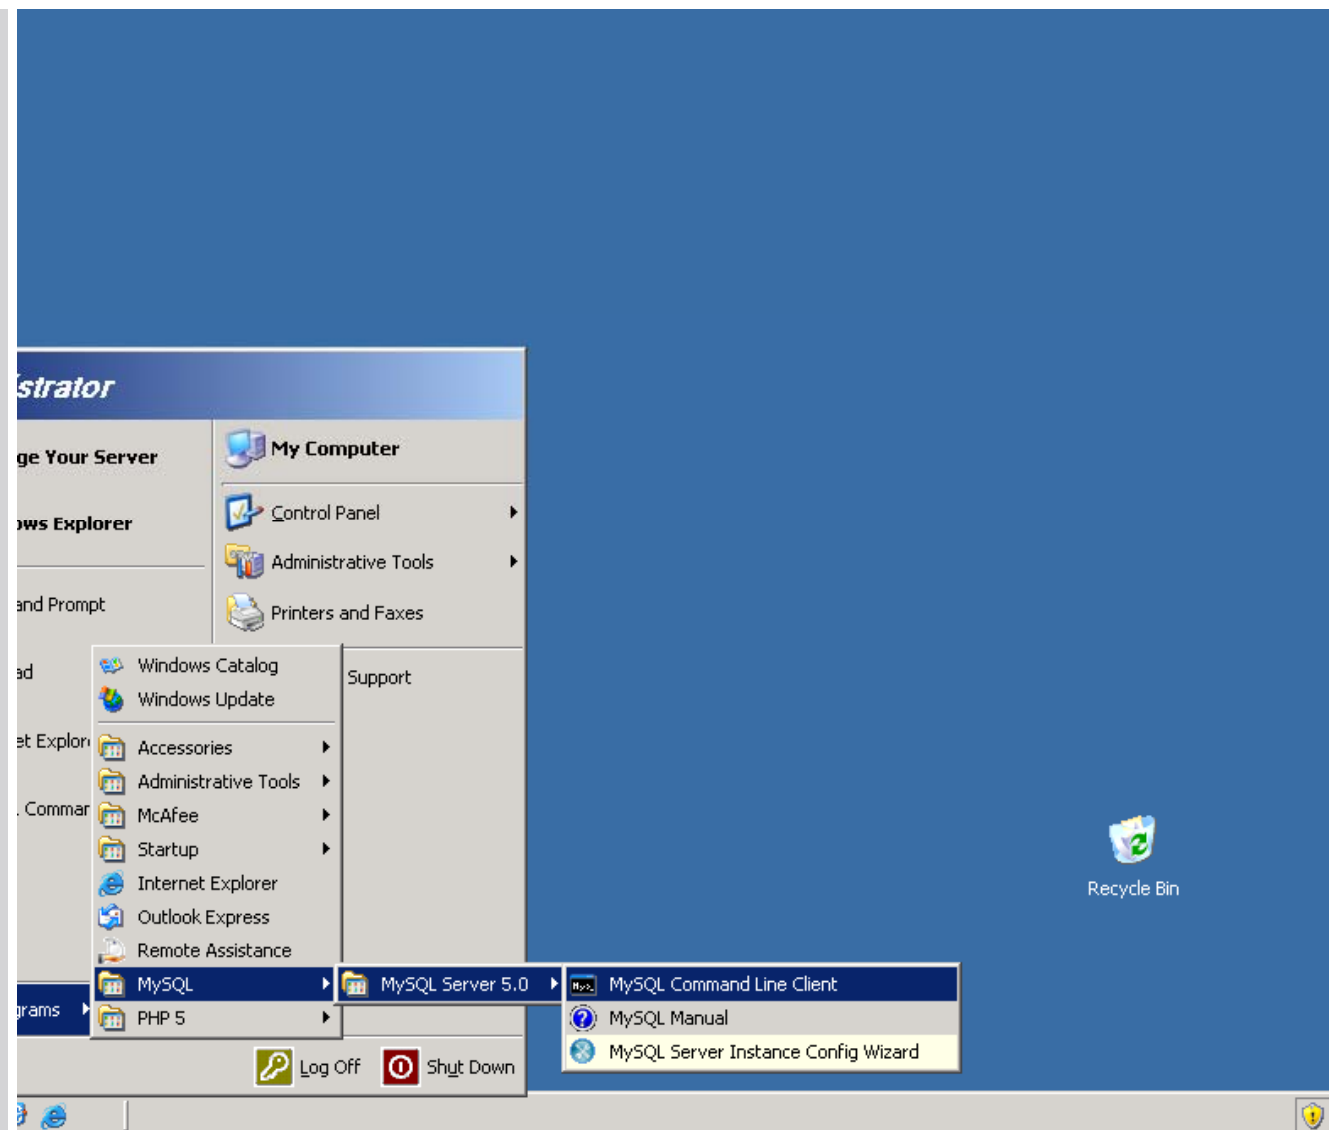 strator
ge Your Server
My Computer
ows Explorer
Control Panel
Administrative Tools
and Prompt
Printers and Faxes
ad
Windows Catalog
Support
Windows Update
et Explor
Accessories
Administrative Tools
. Commar
McAfee
Startup
Internet Explorer
Outlook Express
Remote Assistance
MySQL
MySQL Server 5.0
MySQL Command Line Client
grams
PHP 5
MySQL Manual
MySQL Server Instance Config Wizard
Log Off
Shut Down
Recycle Bin